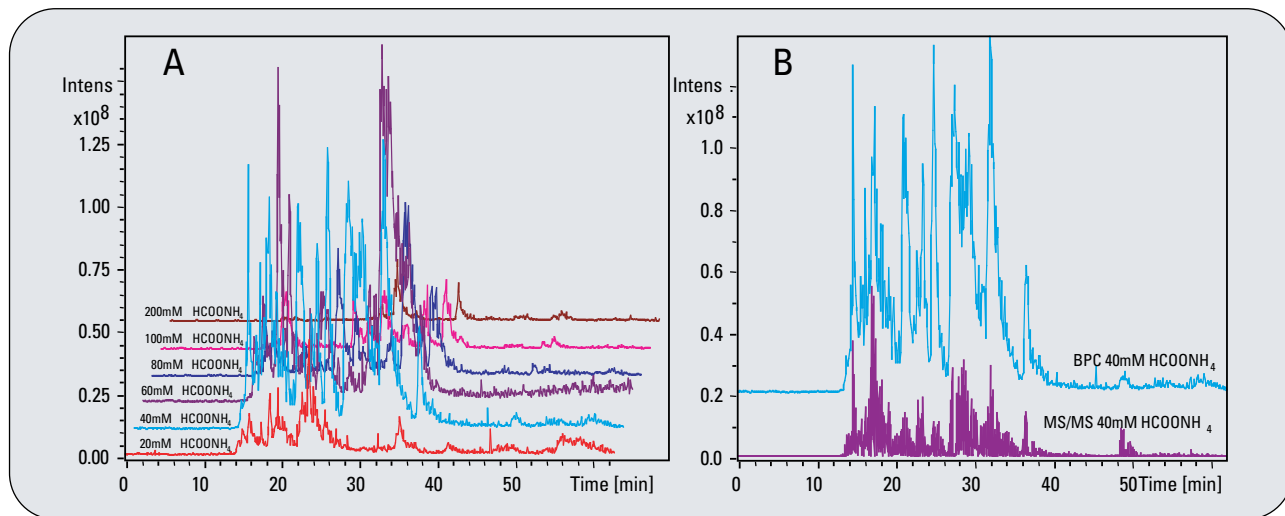 A
Intens
x10⁸
1.25
1.00
0.75
0.50
0.25
0.00
200mM HCOONH₄
100mM HCOONH₄
80mM HCOONH₄
60mM HCOONH₄
40mM HCOONH₄
20mM HCOONH₄
0 10 20 30 40 50 Time [min]
B
Intens
x10⁸
1.0
0.8
0.6
0.4
0.2
0.0
BPC 40mM HCOONH₄
MS/MS 40mM HCOONH₄
0 10 20 30 40 50 Time [min]